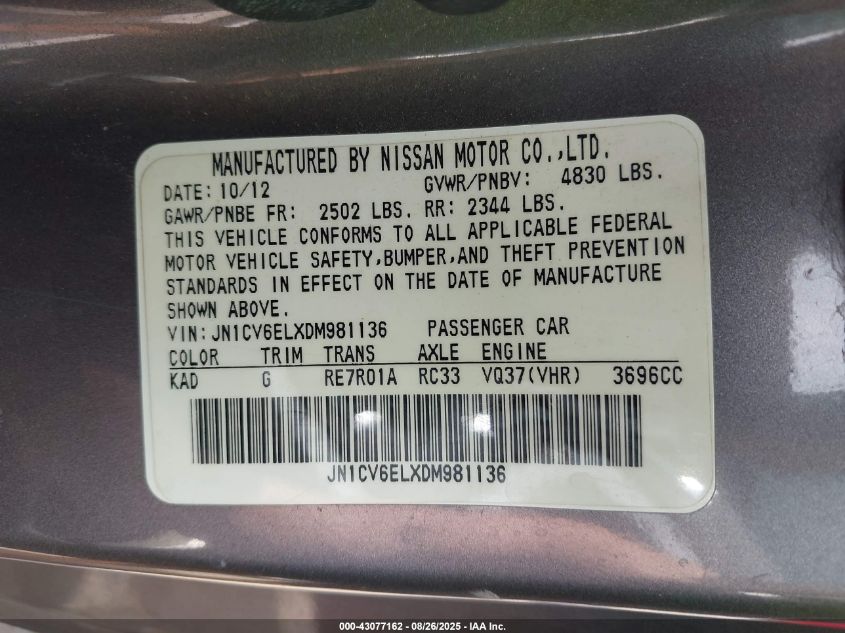 MANUFACTURED BY NISSAN MOTOR CO.,LTD.
DATE: 10/12 GVWR/PNBV: 4830 LBS.
GAWR/PNBE FR: 2502 LBS. RR: 2344 LBS.
THIS VEHICLE CONFORMS TO ALL APPLICABLE FEDERAL
MOTOR VEHICLE SAFETY,BUMPER,AND THEFT PREVENTION
STANDARDS IN EFFECT ON THE DATE OF MANUFACTURE
SHOWN ABOVE.
VIN:JN1CV6ELXDM981136 PASSENGER CAR
COLOR TRIM TRANS AXLE ENGINE
KAD G RE7R01A RC33 VQ37(VHR) 3696CC
JN1CV6ELXDM981136
000-43077162 - 08/26/2025 - IAA Inc.